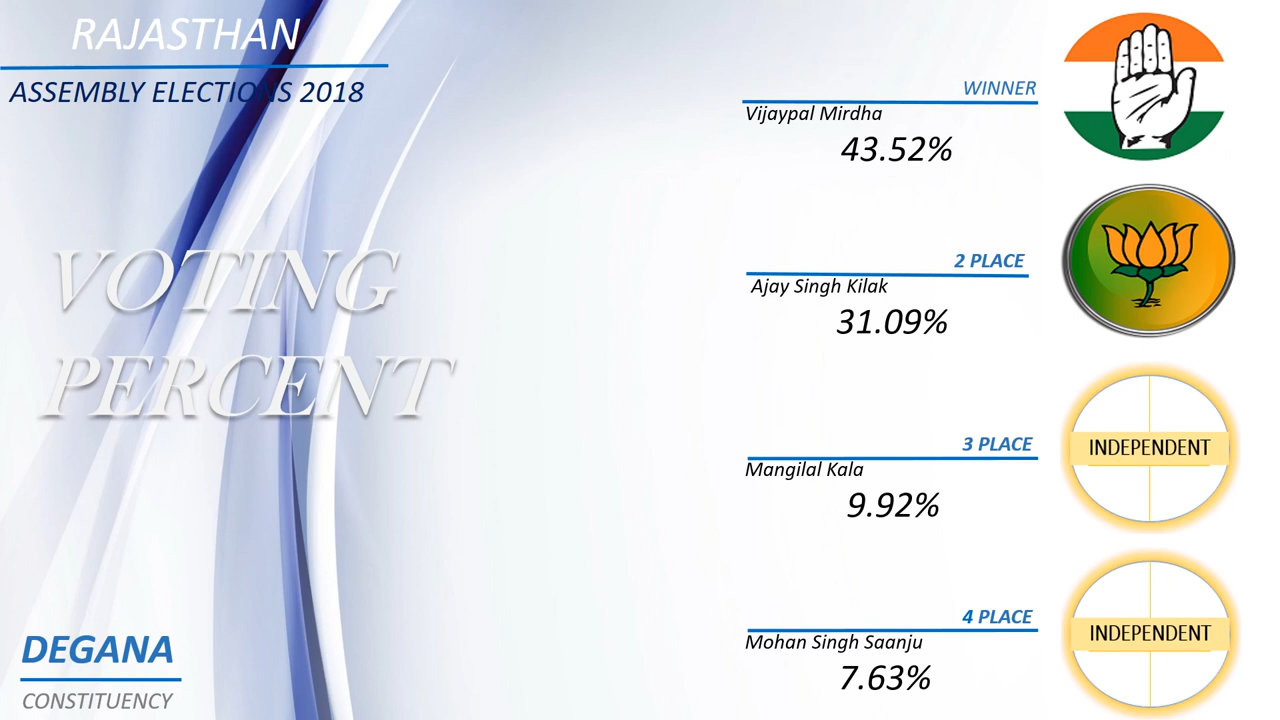 RAJASTHAN
ASSEMBLY ELECTIONS 2018
VOTING
PERCENT
DEGANA
CONSTITUENCY
WINNER
Vijaypal Mirdha
43.52%
2 PLACE
Ajay Singh Kilak
31.09%
3 PLACE
Mangilal Kala
9.92%
INDEPENDENT
4 PLACE
Mohan Singh Saanju
7.63%
INDEPENDENT